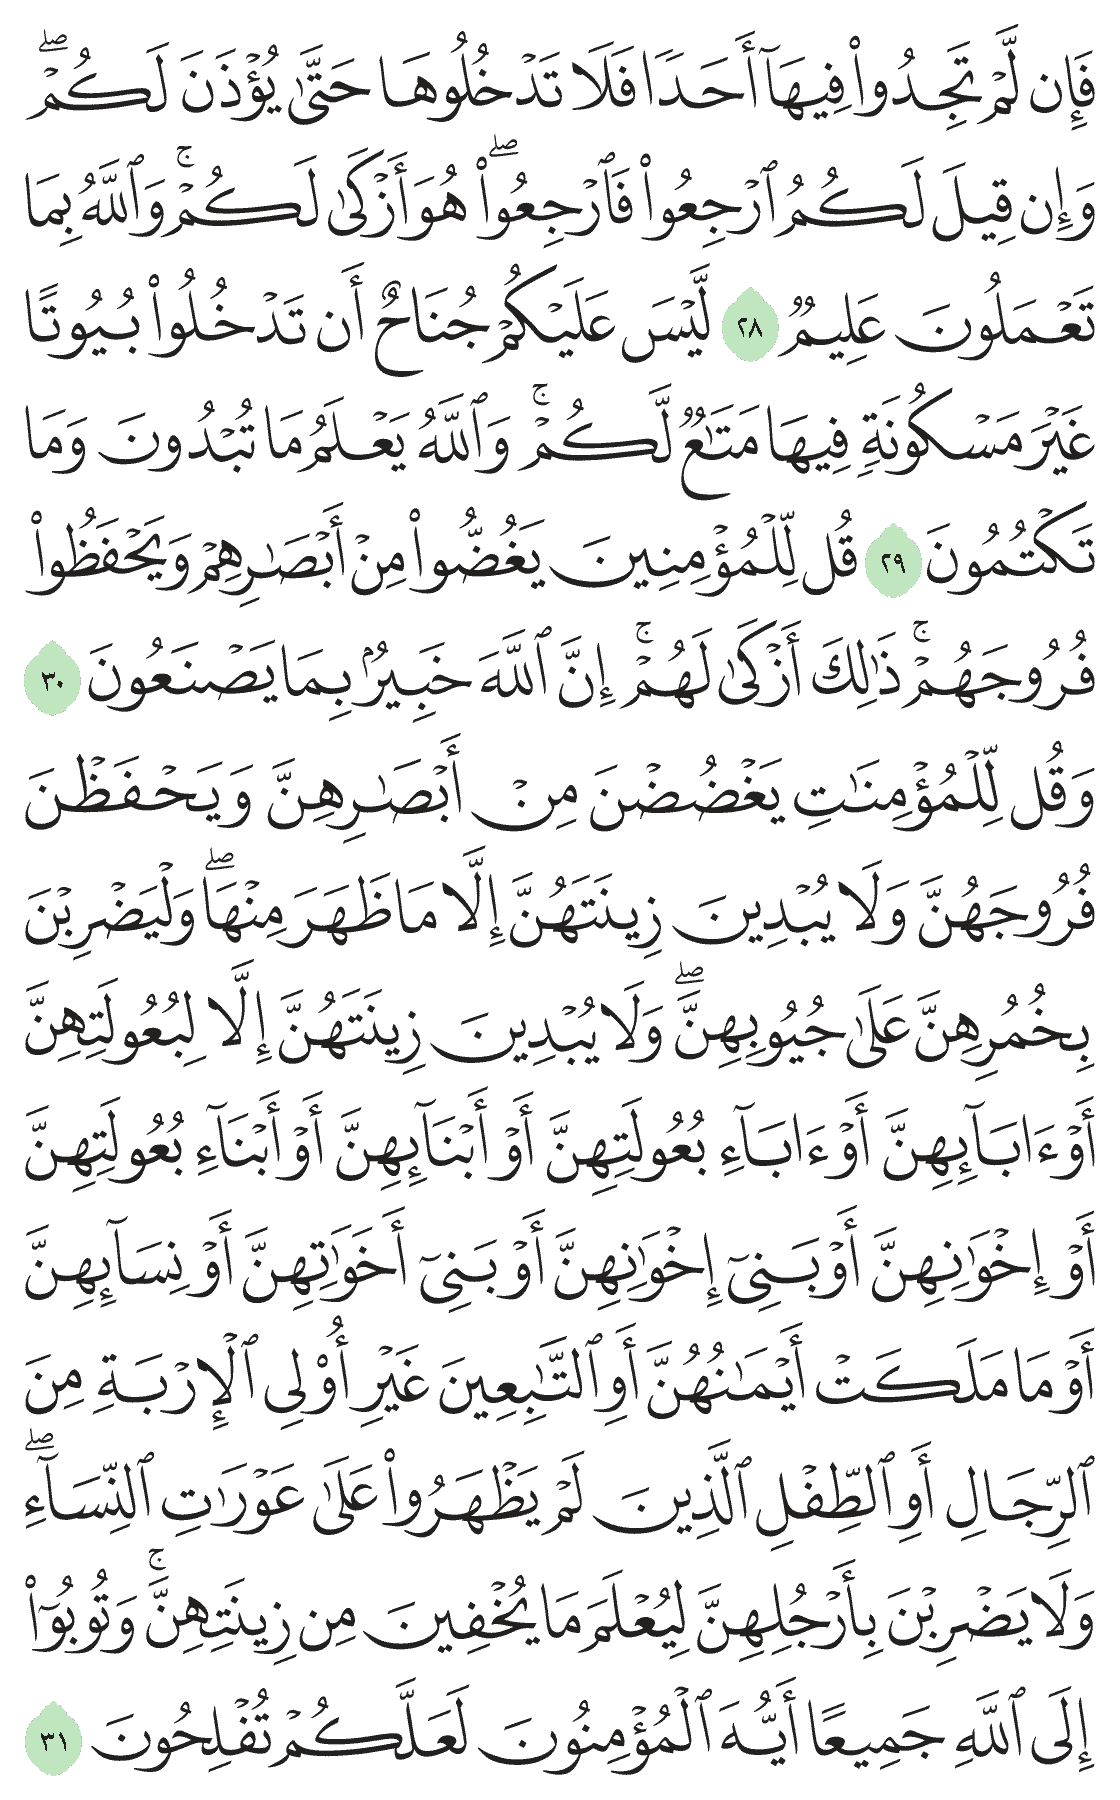 فَإِن لَّمْ تَجِدُوا۟ فِيهَآ أَحَدًا فَلَا تَدْخُلُوهَا حَتَّىٰ يُؤْذَنَ لَكُمْ ۖ
وَإِن قِيلَ لَكُمُ ٱرْجِعُوا۟ فَٱرْجِعُوا۟ ۖ هُوَ أَزْكَىٰ لَكُمْ ۚ وَٱللَّهُ بِمَا
تَعْمَلُونَ عَلِيمٌ ٢٨ لَّيْسَ عَلَيْكُمْ جُنَاحٌ أَن تَدْخُلُوا۟ بُيُوتًا
غَيْرَ مَسْكُونَةٍ فِيهَا مَتَـٰعٌ لَّكُمْ ۚ وَٱللَّهُ يَعْلَمُ مَا تُبْدُونَ وَمَا
تَكْتُمُونَ ٢٩ قُل لِّلْمُؤْمِنِينَ يَغُضُّوا۟ مِنْ أَبْصَـٰرِهِمْ وَيَحْفَظُوا۟
فُرُوجَهُمْ ۚ ذَٰلِكَ أَزْكَىٰ لَهُمْ ۚ إِنَّ ٱللَّهَ خَبِيرٌۢ بِمَا يَصْنَعُونَ ٣٠
وَقُل لِّلْمُؤْمِنَـٰتِ يَغْضُضْنَ مِنْ أَبْصَـٰرِهِنَّ وَيَحْفَظْنَ
فُرُوجَهُنَّ وَلَا يُبْدِينَ زِينَتَهُنَّ إِلَّا مَا ظَهَرَ مِنْهَا ۖ وَلْيَضْرِبْنَ
بِخُمُرِهِنَّ عَلَىٰ جُيُوبِهِنَّ ۖ وَلَا يُبْدِينَ زِينَتَهُنَّ إِلَّا لِبُعُولَتِهِنَّ
أَوْ ءَابَآئِهِنَّ أَوْ ءَابَآءِ بُعُولَتِهِنَّ أَوْ أَبْنَآئِهِنَّ أَوْ أَبْنَآءِ بُعُولَتِهِنَّ
أَوْ إِخْوَٰنِهِنَّ أَوْ بَنِىٓ إِخْوَٰنِهِنَّ أَوْ بَنِىٓ أَخَوَٰتِهِنَّ أَوْ نِسَآئِهِنَّ
أَوْ مَا مَلَكَتْ أَيْمَـٰنُهُنَّ أَوِ ٱلتَّـٰبِعِينَ غَيْرِ أُو۟لِى ٱلْإِرْبَةِ مِنَ
ٱلرِّجَالِ أَوِ ٱلطِّفْلِ ٱلَّذِينَ لَمْ يَظْهَرُوا۟ عَلَىٰ عَوْرَٰتِ ٱلنِّسَآءِ ۖ
وَلَا يَضْرِبْنَ بِأَرْجُلِهِنَّ لِيُعْلَمَ مَا يُخْفِينَ مِن زِينَتِهِنَّ ۚ وَتُوبُوٓا۟
إِلَى ٱللَّهِ جَمِيعًا أَيُّهَ ٱلْمُؤْمِنُونَ لَعَلَّكُمْ تُفْلِحُونَ ٣١